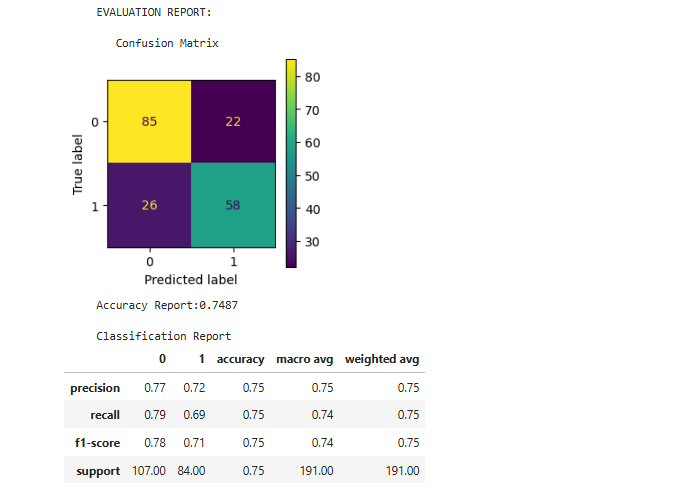 EVALUATION REPORT:
Confusion Matrix
80
70
60
50
40
30
True label
0
85 22
1
26 58
0 1
Predicted label
Accuracy Report:0.7487
Classification Report
0 1 accuracy macro avg weighted avg
precision 0.77 0.72 0.75 0.75 0.75
recall 0.79 0.69 0.75 0.74 0.75
f1-score 0.78 0.71 0.75 0.74 0.75
support 107.00 84.00 0.75 191.00 191.00